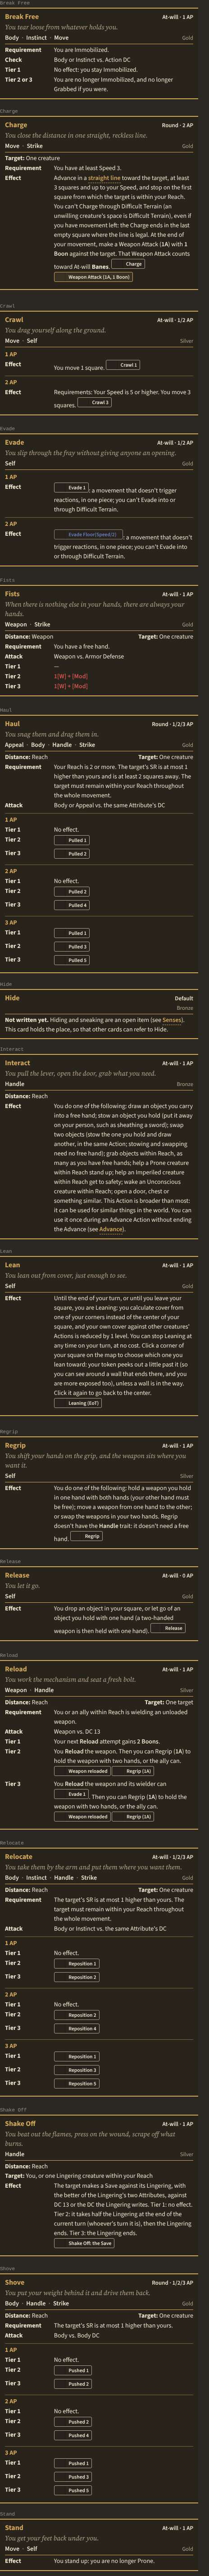 Break Free
Break Free At-will · 1 AP
You tear loose from whatever holds you.
Body · Instinct · Move Gold
Requirement You are Immobilized.
Check Body or Instinct vs. Action DC
Tier 1 No effect: you stay Immobilized.
Tier 2 or 3 You are no longer Immobilized, and no longer
Grabbed if you were.
Charge
Charge Round · 2 AP
You close the distance in one straight, reckless line.
Move · Strike Gold
Target: One creature
Requirement You have at least Speed 3.
Effect Advance in a straight line toward the target, at least
3 squares and up to your Speed, and stop on the first
square from which the target is within your Reach.
You can't Charge through Difficult Terrain (an
unwilling creature's space is Difficult Terrain), even if
you have movement left: the Charge ends in the last
empty square where the line is legal. At the end of
your movement, make a Weapon Attack (1A) with 1
Boon against the target. That Weapon Attack counts
toward At-will Banes. Charge
Weapon Attack (1A, 1 Boon)
Crawl
Crawl At-will · 1/2 AP
You drag yourself along the ground.
Move · Self Silver
1 AP
Effect
You move 1 square. Crawl 1
2 AP
Effect Requirements: Your Speed is 5 or higher. You move 3
squares. Crawl 3
Evade
Evade At-will · 1/2 AP
You slip through the fray without giving anyone an opening.
Self Gold
1 AP
Effect Evade 1 : a movement that doesn't trigger
reactions, in one piece; you can't Evade into or
through Difficult Terrain.
2 AP
Effect Evade Floor(Speed/2) : a movement that doesn't
trigger reactions, in one piece; you can't Evade into
or through Difficult Terrain.
Fists
Fists At-will · 1 AP
When there is nothing else in your hands, there are always your
hands.
Weapon · Strike Gold
Distance: Weapon Target: One creature
Requirement You have a free hand.
Attack Weapon vs. Armor Defense
Tier 1 —
Tier 2 1[W] + [Mod]
Tier 3 1[W] + [Mod]
Haul
Haul Round · 1/2/3 AP
You snag them and drag them in.
Appeal · Body · Handle · Strike Gold
Distance: Reach Target: One creature
Requirement Your Reach is 2 or more. The target's SR is at most 1
higher than yours and is at least 2 squares away. The
target must remain within your Reach throughout
the whole movement.
Attack Body or Appeal vs. the same Attribute's DC
1 AP
Tier 1 No effect.
Tier 2 Pulled 1
Tier 3 Pulled 2
2 AP
Tier 1 No effect.
Tier 2 Pulled 2
Tier 3 Pulled 4
3 AP
Tier 1 Pulled 1
Tier 2 Pulled 3
Tier 3 Pulled 5
Hide
Hide Default
Bronze
Not written yet. Hiding and sneaking are an open item (see Senses).
This card holds the place, so that other cards can refer to Hide.
Interact
Interact At-will · 1 AP
You pull the lever, open the door, grab what you need.
Handle Bronze
Distance: Reach
Effect You do one of the following: draw an object you carry
into a free hand; stow an object you hold (put it away
on your person, such as sheathing a sword); swap
objects (stow the one you hold and draw
another, in the same Action; stowing and swapping
need no free hand); grab objects within Reach, as
many as you have free hands; help a Prone creature
within Reach stand up; help an Imperiled creature
within Reach get to safety; wake an Unconscious
creature within Reach; open a door, chest or
something similar. This Action is broader than most:
it can be used for similar things in the world. You can
use it once during an Advance Action without ending
the Advance (see Advance).
Lean
Lean At-will · 1 AP
You lean out from cover, just enough to see.
Self Gold
Effect Until the end of your turn, or until you leave your
square, you are Leaning: you calculate cover from
one of your corners instead of the center of your
square, and your own cover against other creatures'
Actions is reduced by 1 level. You can stop Leaning at
any time on your turn, at no cost. Click a corner of
your square on the map to choose which one you
lean toward: your token peeks out a little past it (so
you can see around a wall that ends there, and you
are more exposed too), unless a wall is in the way.
Click it again to go back to the center.
Leaning (EoT)
Regrip
Regrip At-will · 1 AP
You shift your hands on the grip, and the weapon sits where you
want it.
Self Silver
Effect You do one of the following: hold a weapon you hold
in one hand with both hands (your other hand must
be free); move a weapon from one hand to the other;
or swap the weapons in your two hands. Regrip
doesn't have the Handle trait: it doesn't need a free
hand. Regrip
Release
Release At-will · 0 AP
You let it go.
Self Gold
Effect You drop an object in your square, or let go of an
object you hold with one hand (a two-handed
weapon is then held with one hand). Release
Reload
Reload At-will · 1 AP
You work the mechanism and seat a fresh bolt.
Weapon · Handle Silver
Distance: Reach Target: One target
Requirement You or an ally within Reach is wielding an unloaded
weapon.
Attack Weapon vs. DC 13
Tier 1 Your next Reload attempt gains 2 Boons.
Tier 2 You Reload the weapon. Then you can Regrip (1A) to
hold the weapon with two hands, or the ally can.
Weapon reloaded Regrip (1A)
Tier 3 You Reload the weapon and its wielder can
Evade 1 . Then you can Regrip (1A) to hold the
weapon with two hands, or the ally can.
Weapon reloaded Regrip (1A)
Relocate
Relocate At-will · 1/2/3 AP
You take them by the arm and put them where you want them.
Body · Instinct · Handle · Strike Gold
Distance: Reach Target: One creature
Requirement The target's SR is at most 1 higher than yours. The
target must remain within your Reach throughout
the whole movement.
Attack Body or Instinct vs. the same Attribute's DC
1 AP
Tier 1 No effect.
Tier 2 Reposition 1
Tier 3 Reposition 2
2 AP
Tier 1 No effect.
Tier 2 Reposition 2
Tier 3 Reposition 4
3 AP
Tier 1 Reposition 1
Tier 2 Reposition 3
Tier 3 Reposition 5
Shake Off
Shake Off At-will · 1 AP
You beat out the flames, press on the wound, scrape off what
burns.
Handle Silver
Distance: Reach
Target: You, or one Lingering creature within your Reach
Effect The target makes a Save against its Lingering, with
the better of the Lingering's two Attributes, against
DC 13 or the DC the Lingering writes. Tier 1: no effect.
Tier 2: it takes half the Lingering at the End of the
current turn (whoever's turn it is), then the Lingering
ends. Tier 3: the Lingering ends.
Shake Off: the Save
Shove
Shove Round · 1/2/3 AP
You put your weight behind it and drive them back.
Body · Handle · Strike Gold
Distance: Reach Target: One creature
Requirement The target's SR is at most 1 higher than yours.
Attack Body vs. Body DC
1 AP
Tier 1 No effect.
Tier 2 Pushed 1
Tier 3 Pushed 2
2 AP
Tier 1 No effect.
Tier 2 Pushed 2
Tier 3 Pushed 4
3 AP
Tier 1 Pushed 1
Tier 2 Pushed 3
Tier 3 Pushed 5
Stand
Stand At-will · 1 AP
You get your feet back under you.
Move · Self Silver
Effect You stand up: you are no longer Prone.